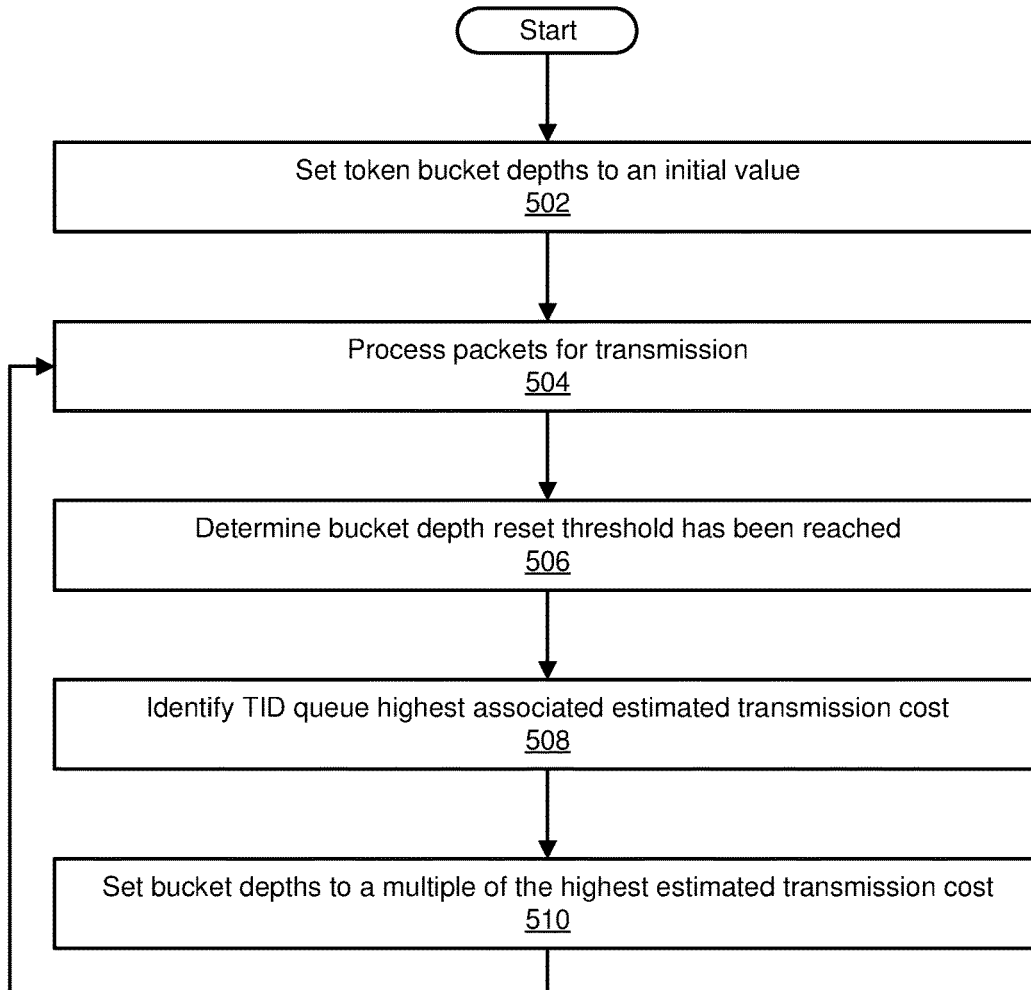 Start
Set token bucket depths to an initial value
502
Process packets for transmission
504
Determine bucket depth reset threshold has been reached
506
Identify TID queue highest associated estimated transmission cost
508
Set bucket depths to a multiple of the highest estimated transmission cost
510